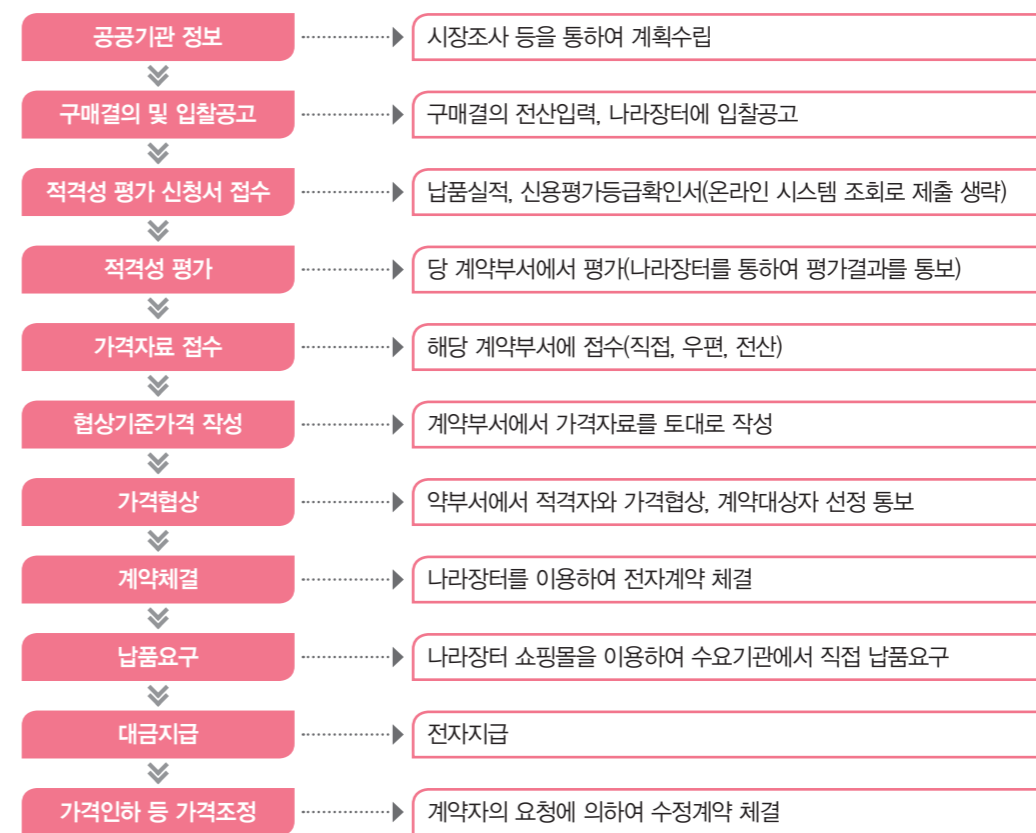 공공기관 정보
시장조사 등을 통하여 계획수립
구매결의 및 입찰공고
구매결의 전산입력, 나라장터에 입찰공고
적격성 평가 신청서 접수
납품실적, 신용평가등급확인서(온라인 시스템 조회로 제출 생략)
적격성 평가
당 계약부서에서 평가(나라장터를 통하여 평가결과를 통보)
가격자료 접수
해당 계약부서에 접수(직접, 우편, 전산)
협상기준가격 작성
계약부서에서 가격자료를 토대로 작성
가격협상
약부서에서 적격자와 가격협상, 계약대상자 선정 통보
계약체결
나라장터를 이용하여 전자계약 체결
납품요구
나라장터 쇼핑몰을 이용하여 수요기관에서 직접 납품요구
대금지급
전자지급
가격인하 등 가격조정
계약자의 요청에 의하여 수정계약 체결